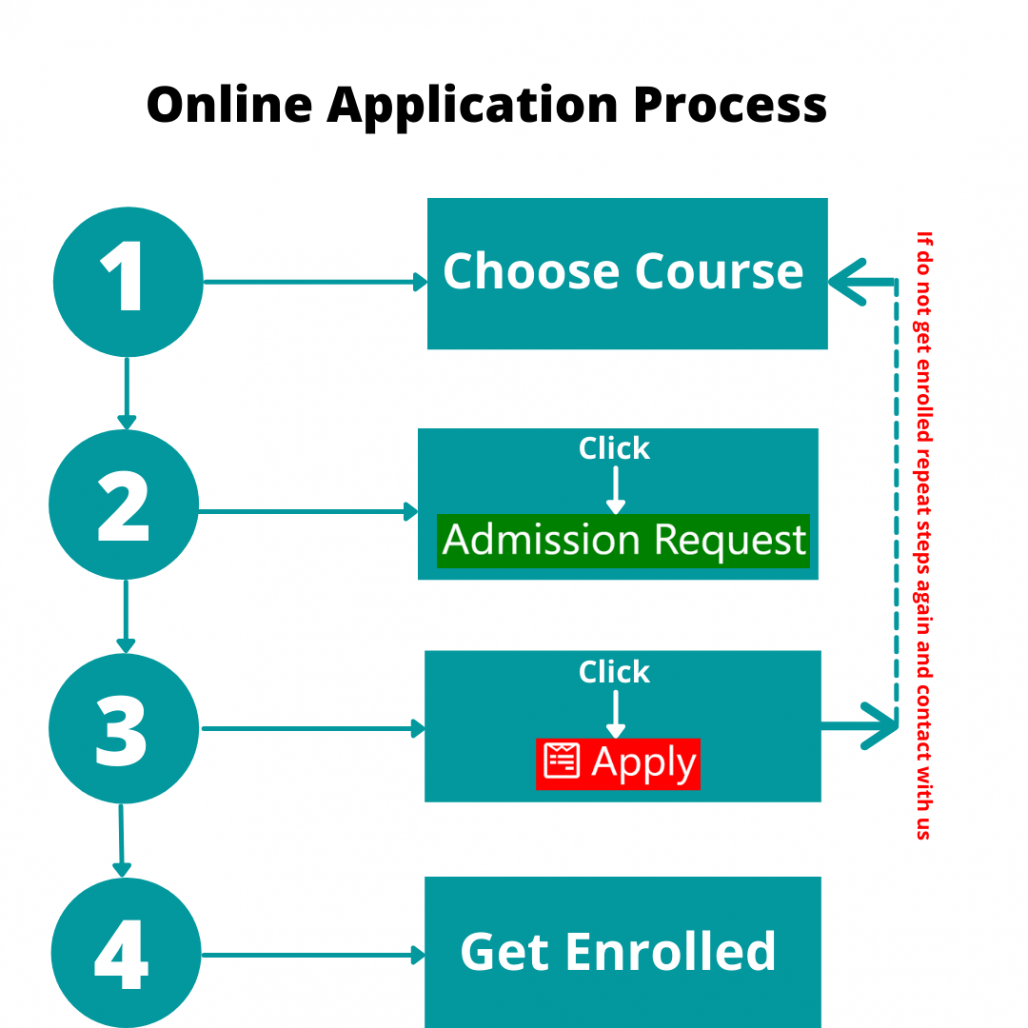 Online Application Process
1
Choose Course
2
Click
Admission Request
3
Click
Apply
4
Get Enrolled
If do not get enrolled repeat steps again and contact with us